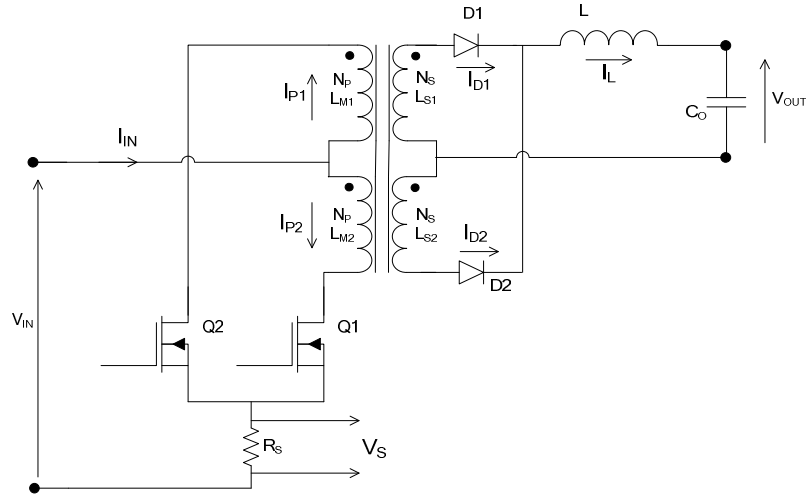 D1
L
N_P
L_M1
I_P1
N_S
L_S1
I_D1
I_L
C_O
V_OUT
I_IN
I_P2
N_P
L_M2
N_S
L_S2
I_D2
D2
V_IN
Q2
Q1
R_S
V_S